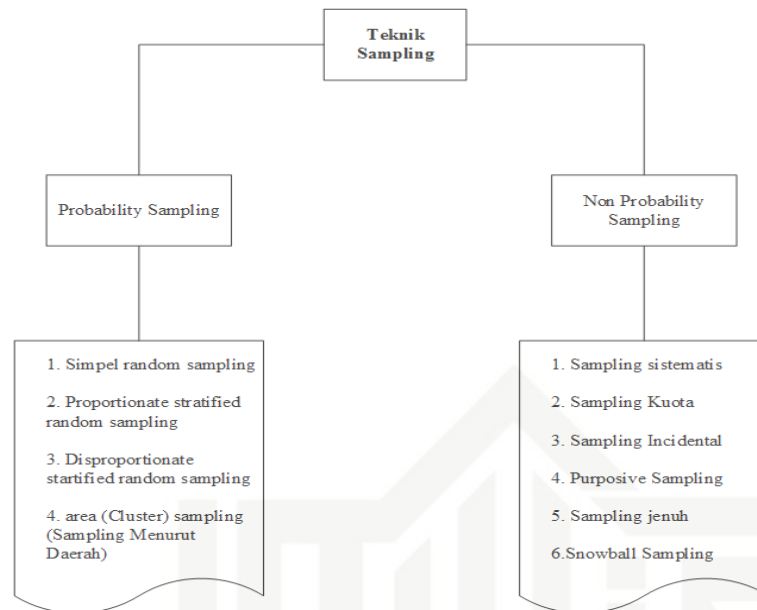 Teknik
Sampling
Probability Sampling
Non Probability
Sampling
1. Simpel random sampling
2. Proportionate stratified
random sampling
3. Disproportionate
startified random sampling
4. area (Cluster) sampling
(Sampling Menurut
Daerah)
1. Sampling sistematis
2. Sampling Kuota
3. Sampling Incidental
4. Purposive Sampling
5. Sampling jenuh
6.Snowball Sampling